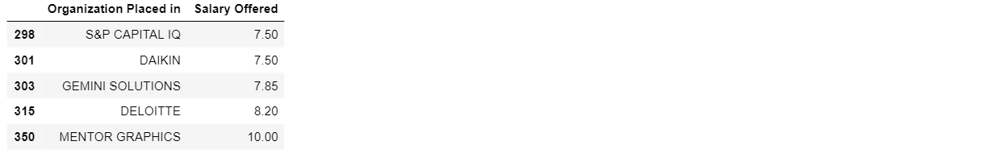 Organization Placed in Salary Offered
298 S&P CAPITAL IQ 7.50
301 DAIKIN 7.50
303 GEMINI SOLUTIONS 7.85
315 DELOITTE 8.20
350 MENTOR GRAPHICS 10.00